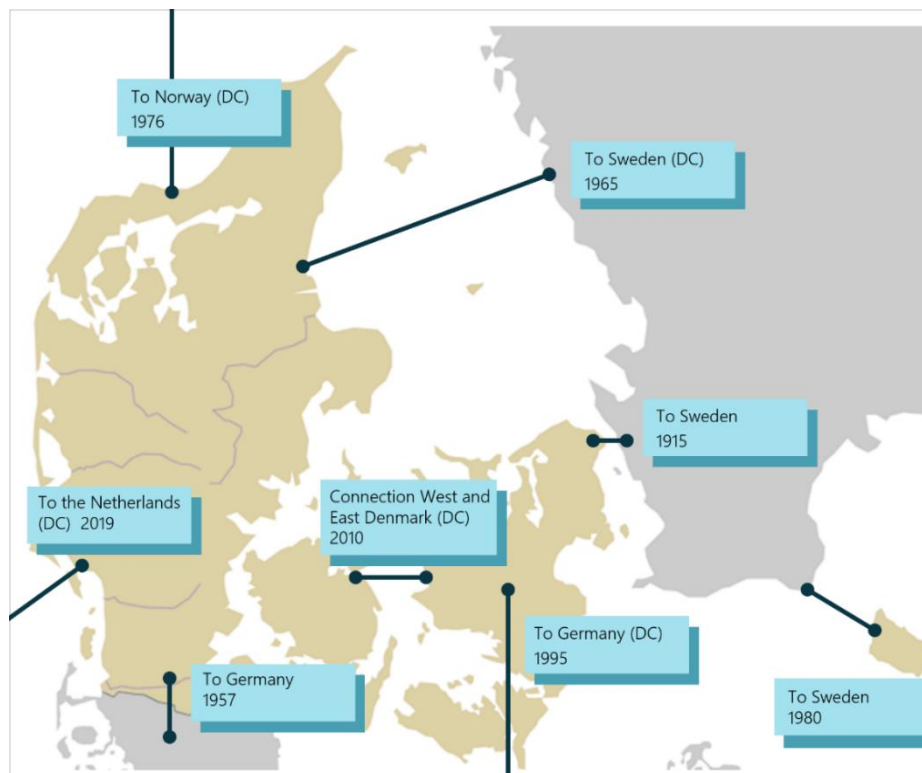 To Norway (DC)
1976
To Sweden (DC)
1965
To Sweden
1915
To the Netherlands
(DC)  2019
Connection West and
East Denmark (DC)
2010
To Germany (DC)
1995
To Germany
1957
To Sweden
1980